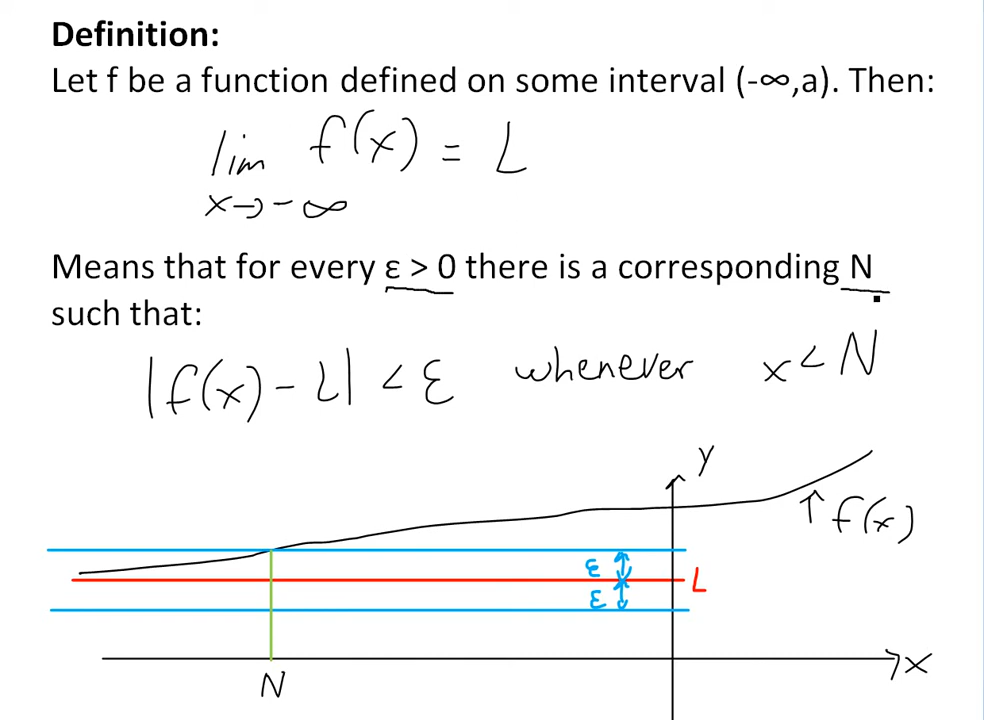 Definition:
Let f be a function defined on some interval (-∞,a). Then:
lim f(x) = L
x→-∞
Means that for every ε > 0 there is a corresponding N
such that:
|f(x) - L| < ε whenever x < N
y
↑ f(x)
ε
L
ε
x
N